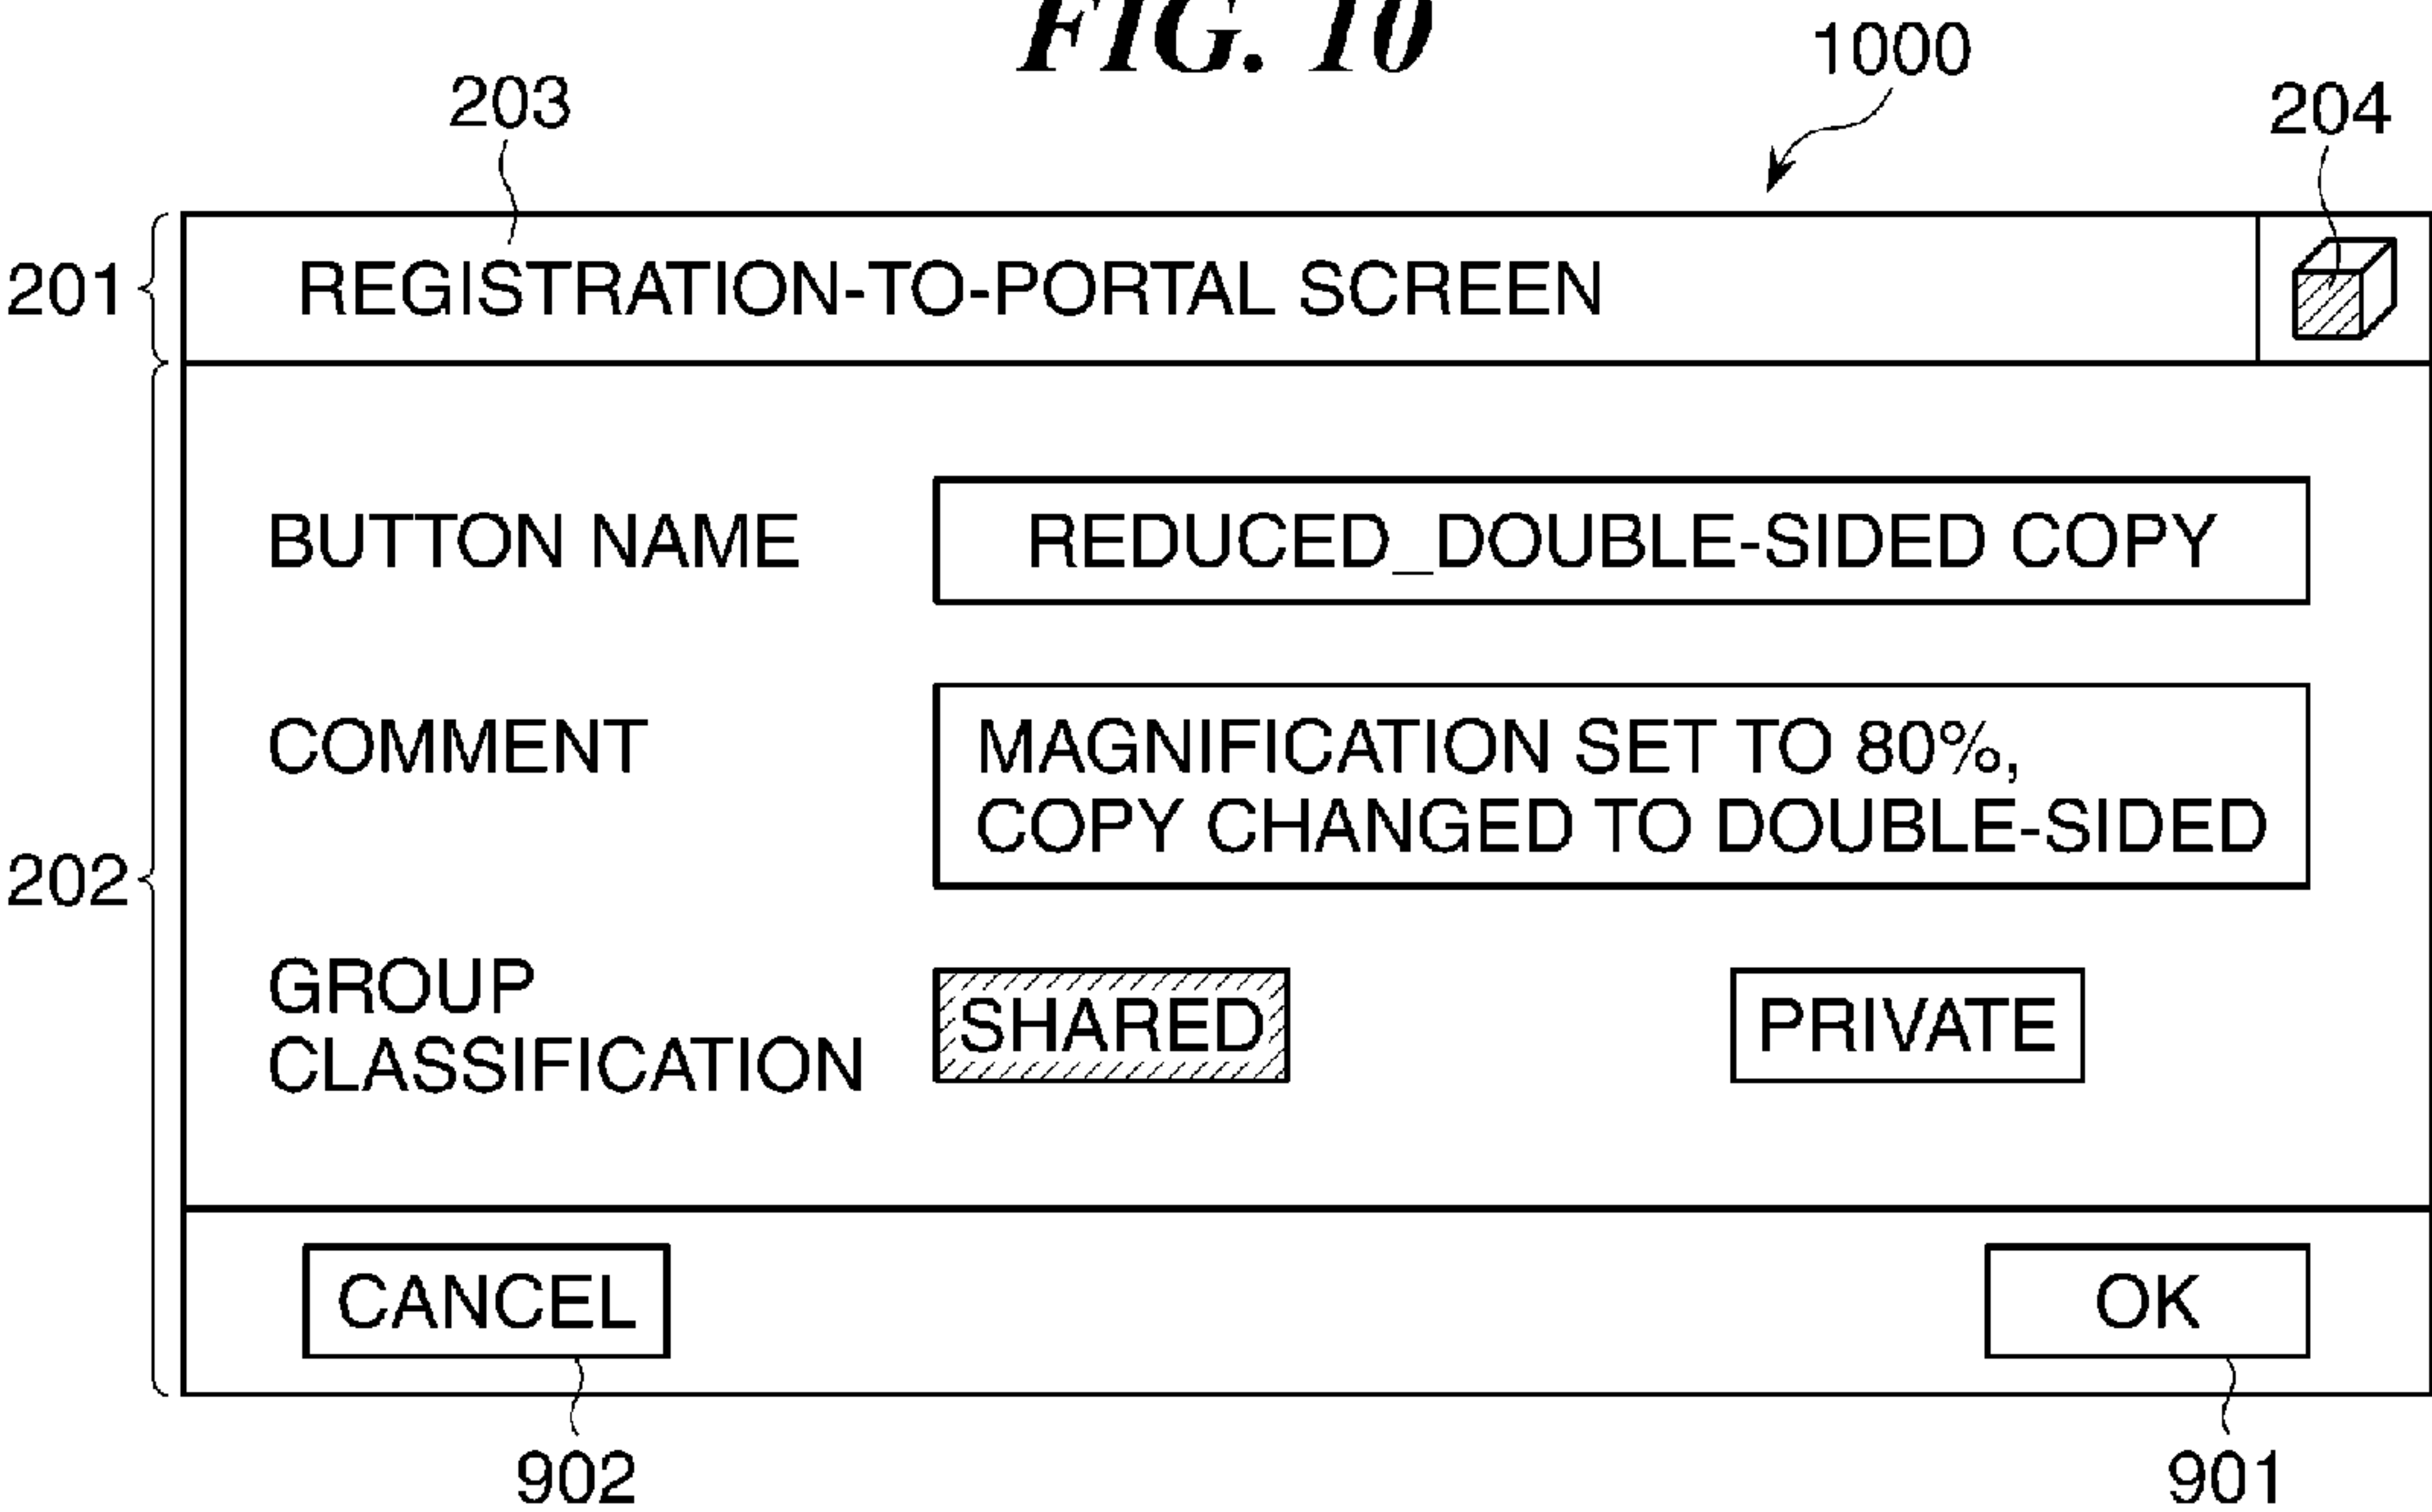 FIG. 10
1000
203
204
201
REGISTRATION-TO-PORTAL SCREEN
BUTTON NAME
REDUCED_DOUBLE-SIDED COPY
COMMENT
MAGNIFICATION SET TO 80%,
COPY CHANGED TO DOUBLE-SIDED
202
GROUP
CLASSIFICATION
SHARED
PRIVATE
CANCEL
OK
902
901